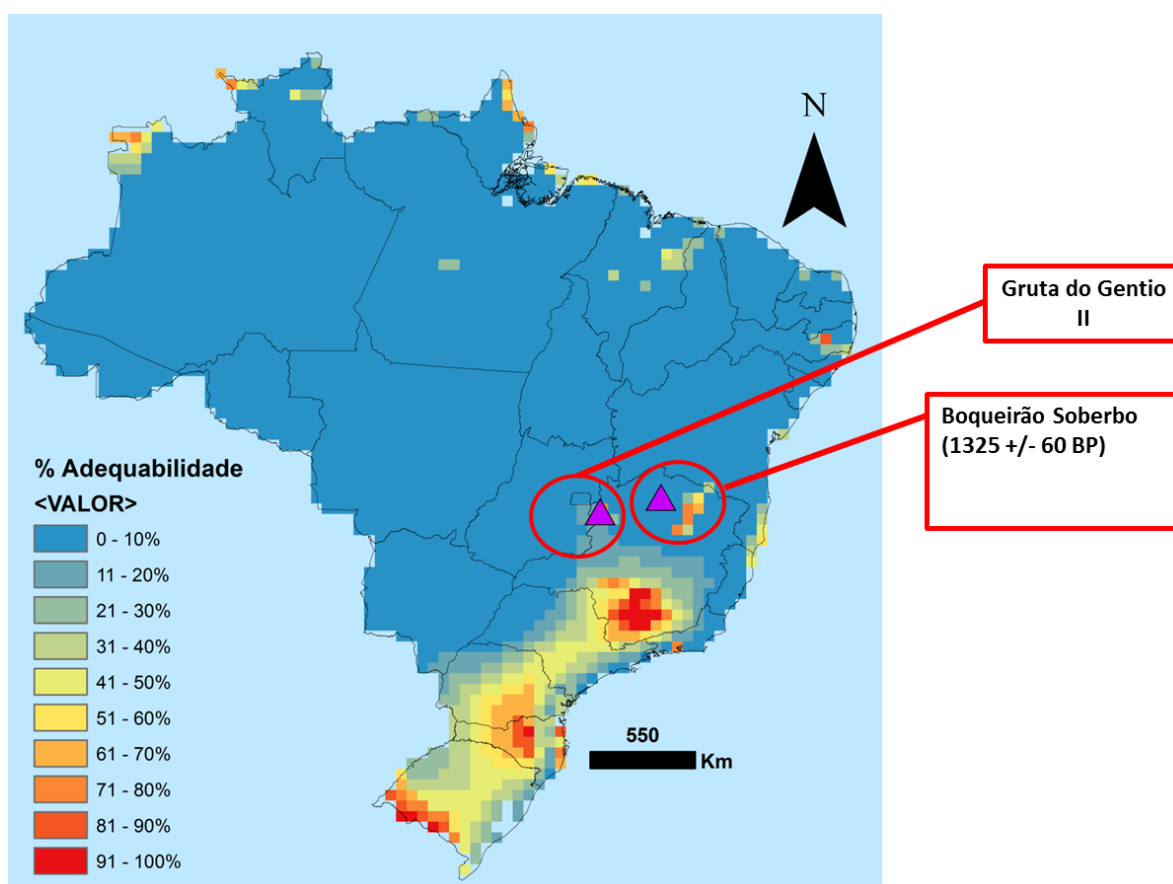 N
Gruta do Gentio
II
Boqueirão Soberbo
(1325 +/- 60 BP)
% Adequabilidade
<VALOR>
0 - 10%
11 - 20%
21 - 30%
31 - 40%
41 - 50%
51 - 60%
61 - 70%
71 - 80%
81 - 90%
91 - 100%
550
Km